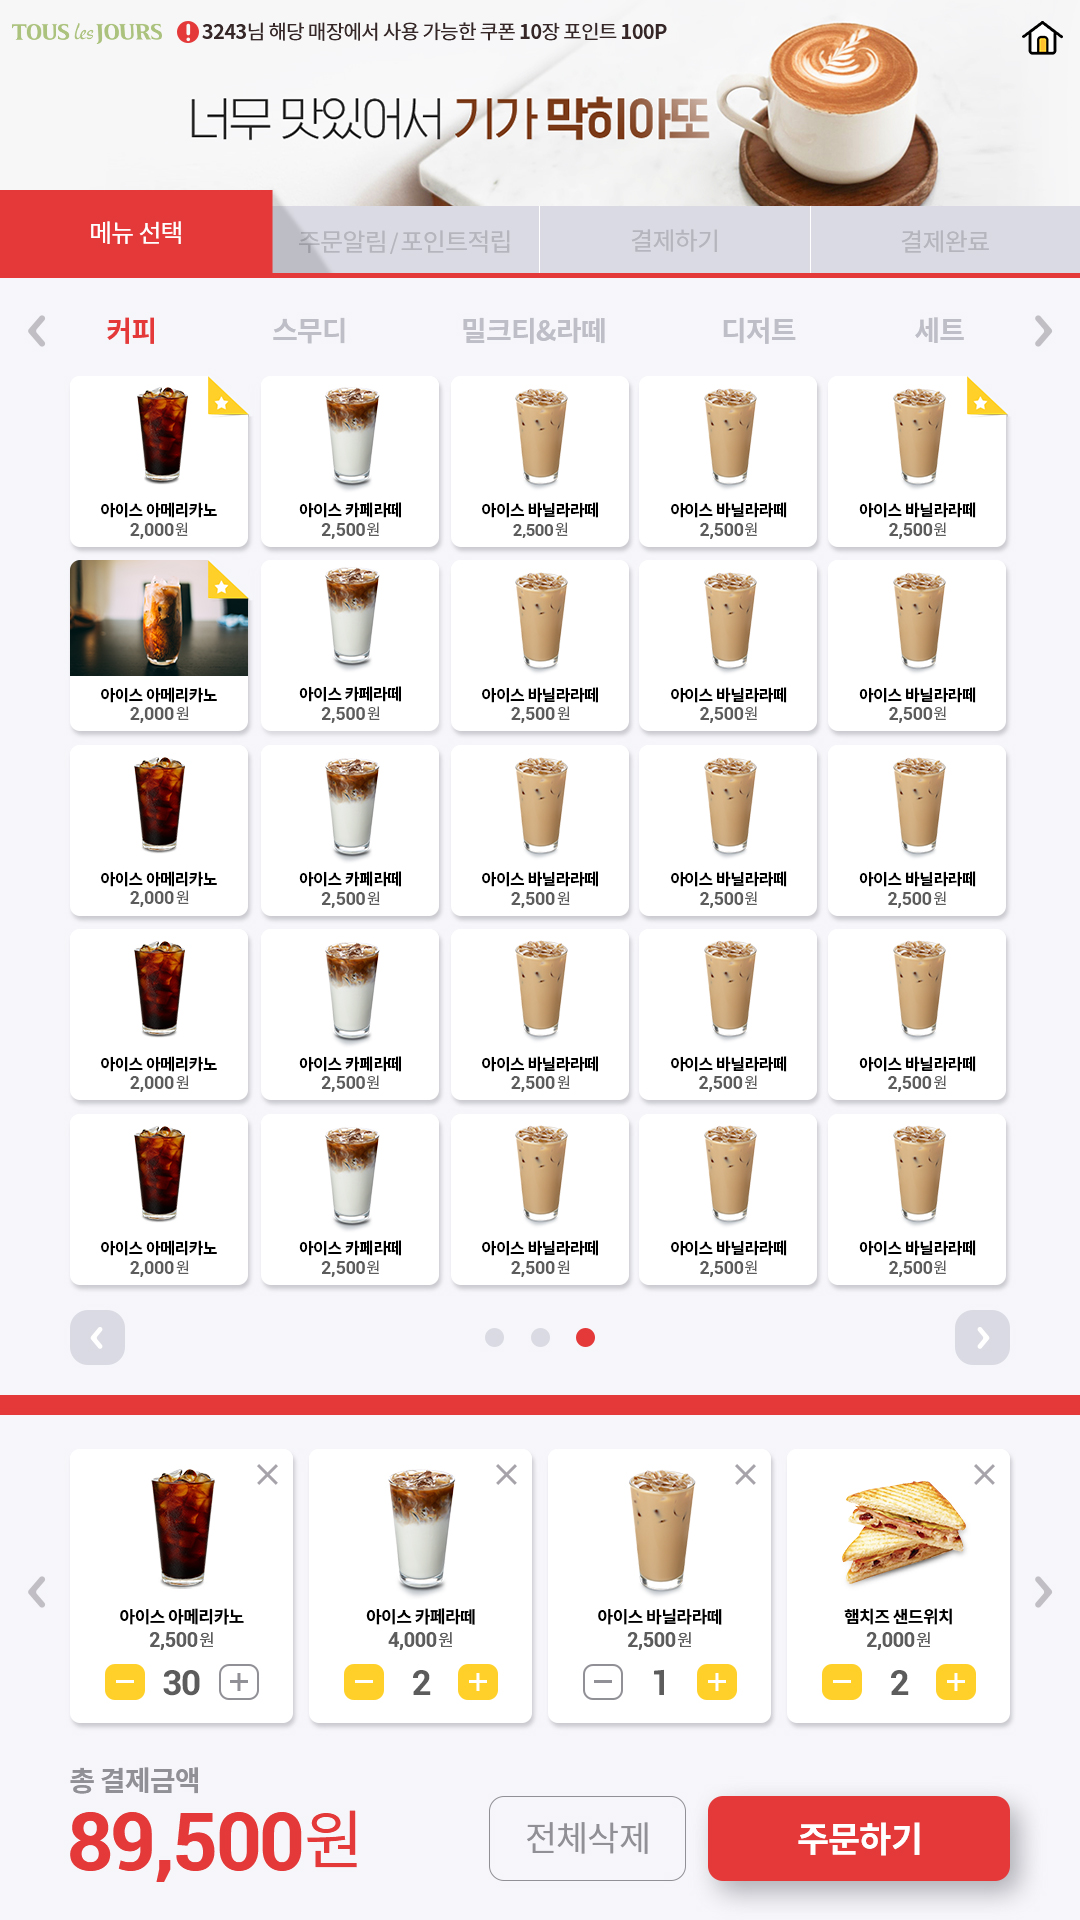 TOUS les JOURS
3243님 해당 매장에서 사용 가능한 쿠폰 10장 포인트 100P
너무 맛있어서 기가 막히아또
메뉴 선택
주문알림/포인트적립
결제하기
결제완료
커피 스무디 밀크티&라떼 디저트 세트
아이스 아메리카노 아이스 카페라떼 아이스 바닐라라떼 아이스 바닐라라떼 아이스 바닐라라떼
2,000원 2,500원 2,500원 2,500원 2,500원
아이스 아메리카노 아이스 카페라떼 아이스 바닐라라떼 아이스 바닐라라떼 아이스 바닐라라떼
2,000원 2,500원 2,500원 2,500원 2,500원
아이스 아메리카노 아이스 카페라떼 아이스 바닐라라떼 아이스 바닐라라떼 아이스 바닐라라떼
2,000원 2,500원 2,500원 2,500원 2,500원
아이스 아메리카노 아이스 카페라떼 아이스 바닐라라떼 아이스 바닐라라떼 아이스 바닐라라떼
2,000원 2,500원 2,500원 2,500원 2,500원
아이스 아메리카노 아이스 카페라떼 아이스 바닐라라떼 아이스 바닐라라떼 아이스 바닐라라떼
2,000원 2,500원 2,500원 2,500원 2,500원
아이스 아메리카노 아이스 카페라떼 아이스 바닐라라떼 햄치즈 샌드위치
2,500원 4,000원 2,500원 2,000원
30 2 1 2
총 결제금액
89,500원
전체삭제
주문하기